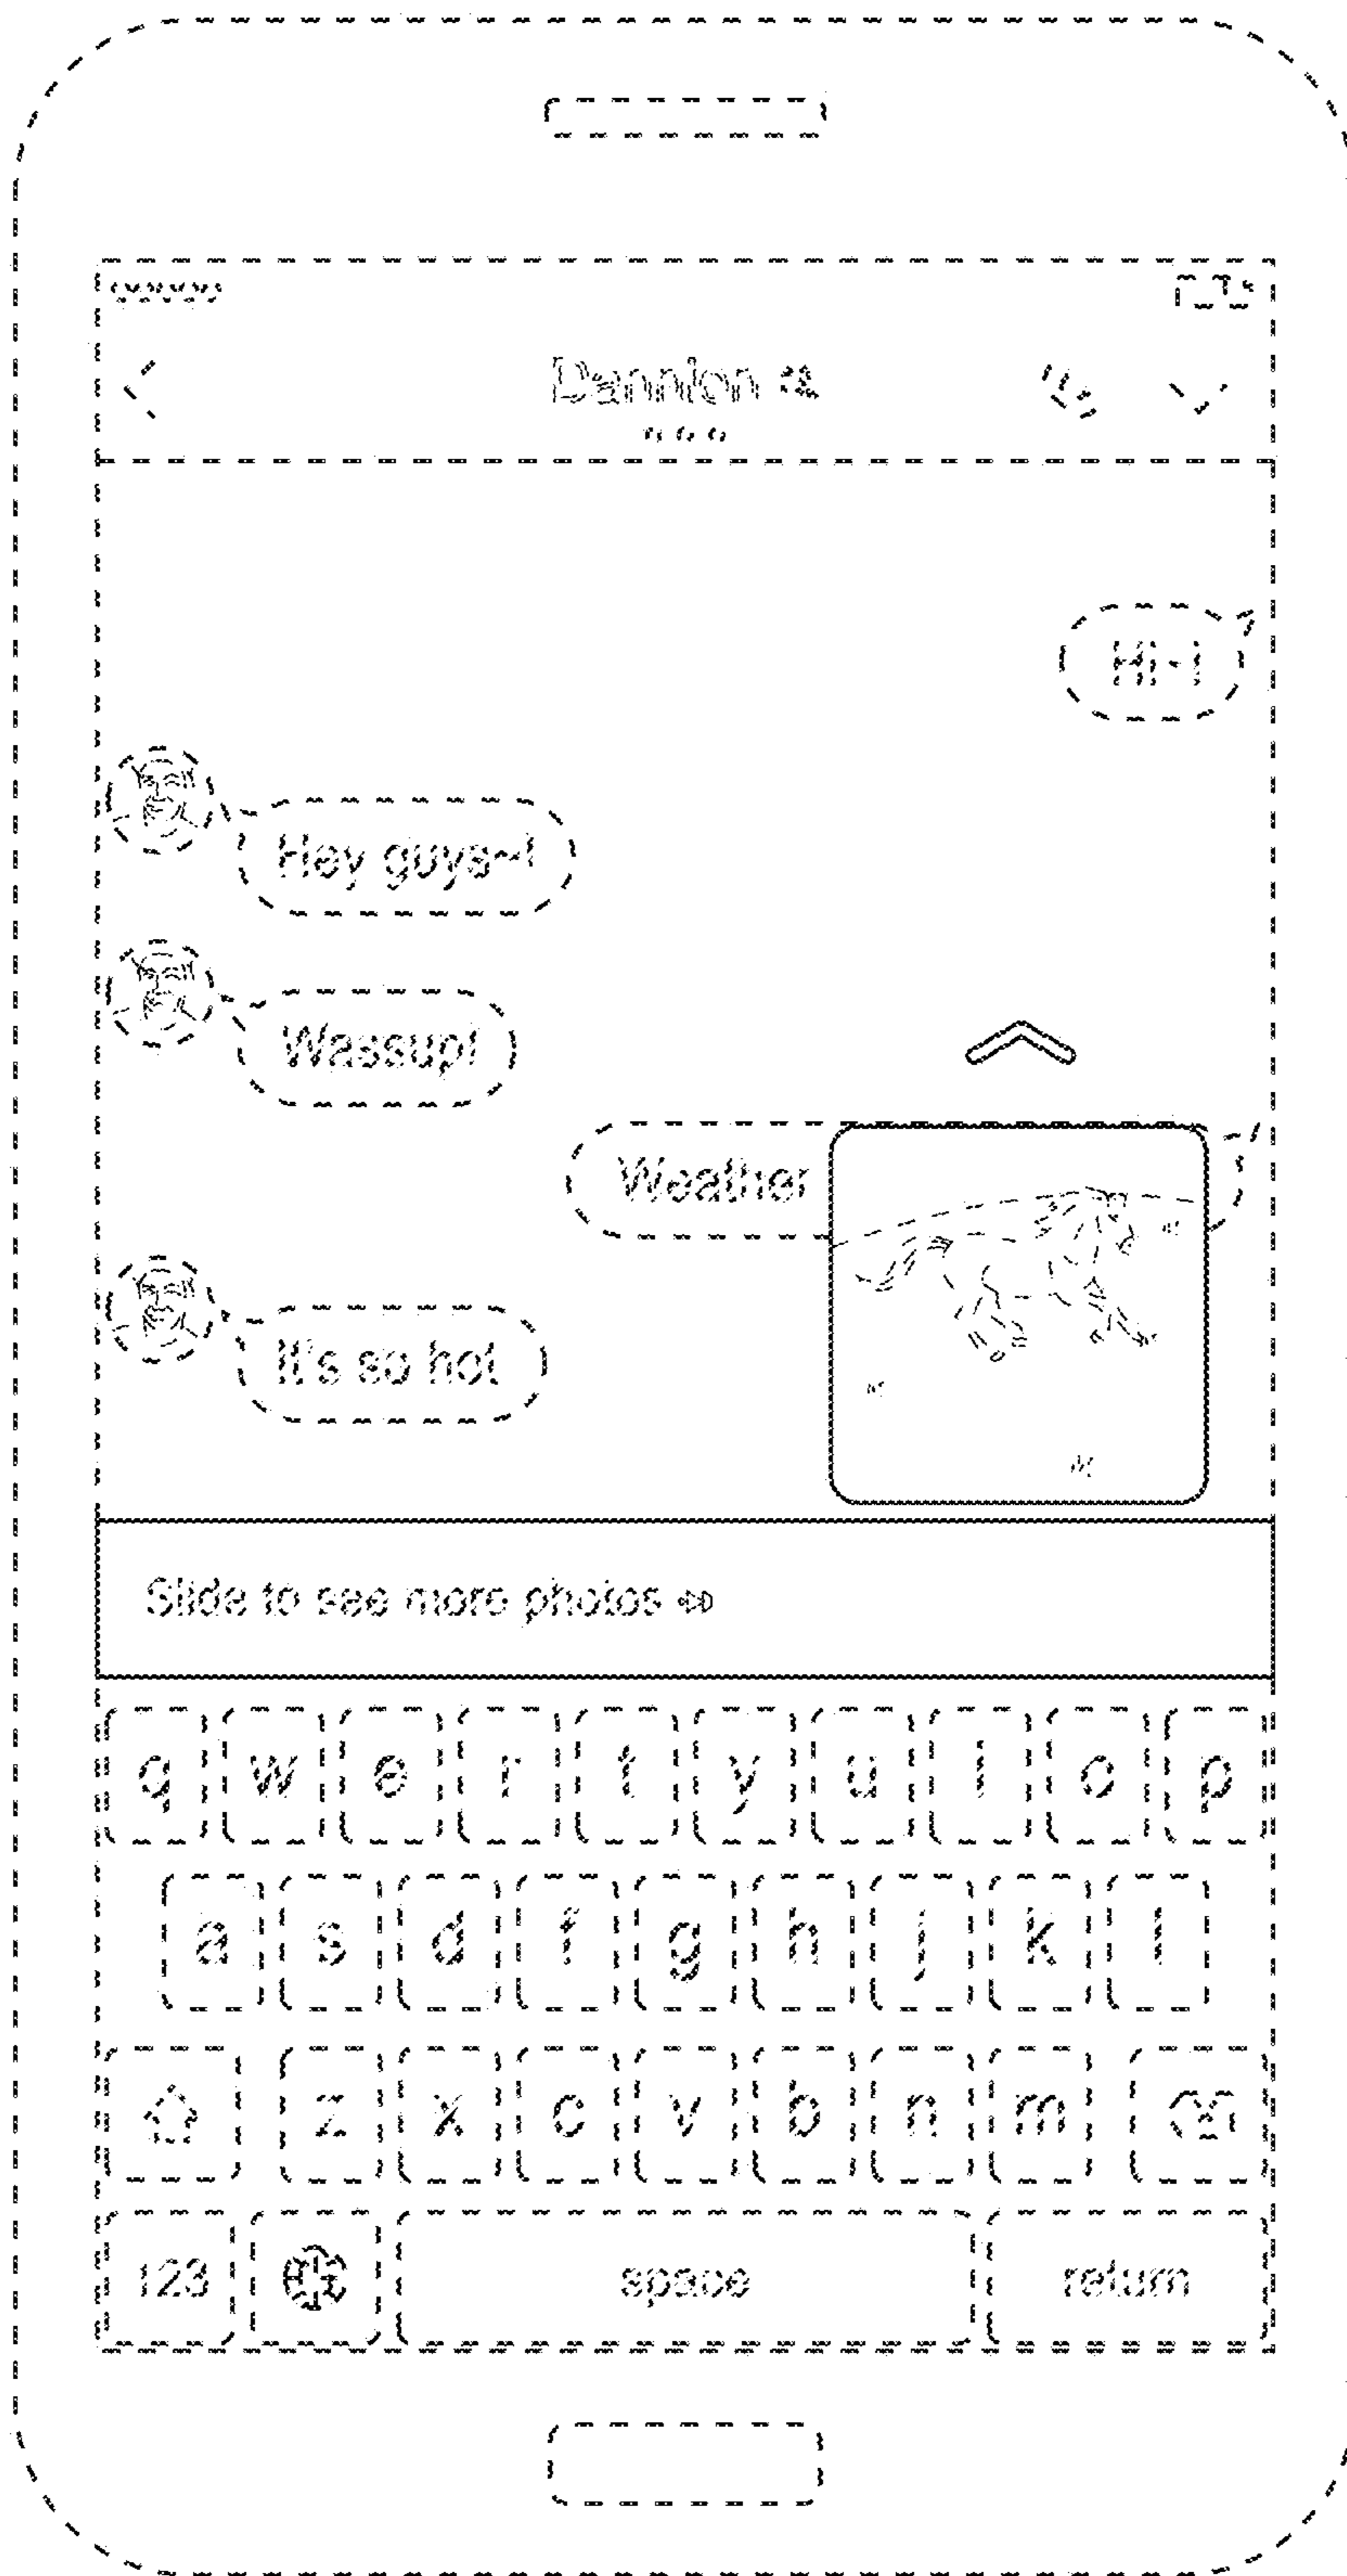 Dannion
Hi~!
Hey guys~!
Wassup!
Weather
It's so hot
Slide to see more photos
q w e r t y u i o p
a s d f g h j k l
z x c v b n m
123 space return